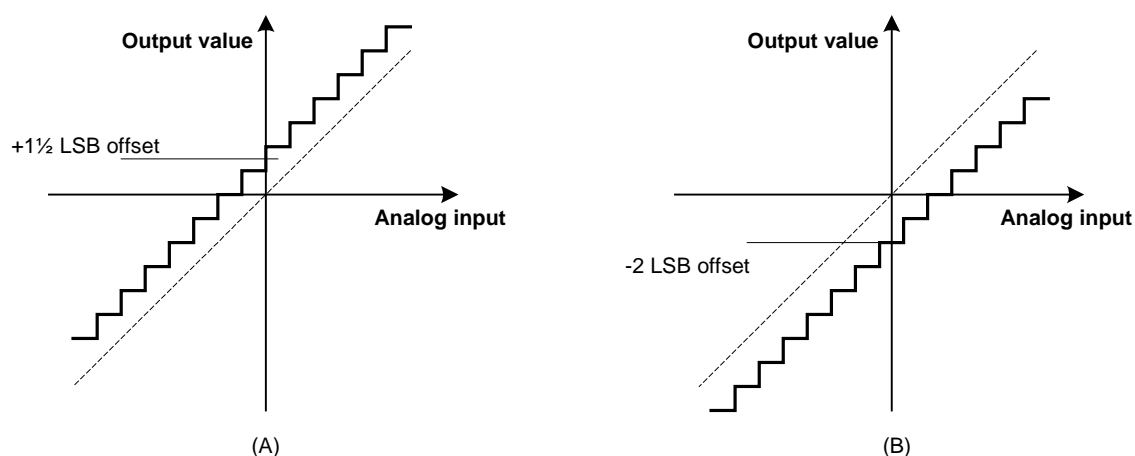 Output value
+1½ LSB offset
Analog input
(A)
Output value
Analog input
-2 LSB offset
(B)